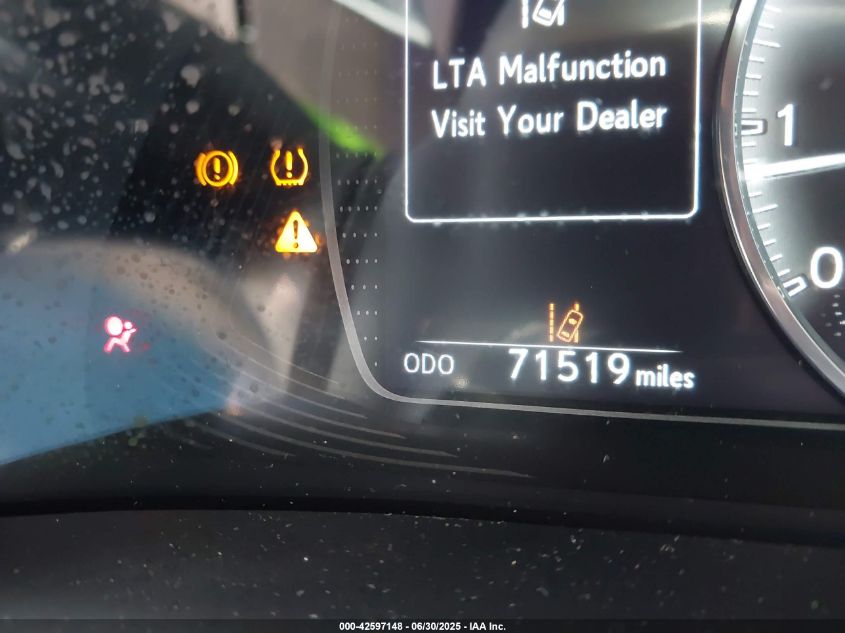 LTA Malfunction
Visit Your Dealer
1
0
ODO 71519 miles
000-42597148 - 06/30/2025 - IAA Inc.